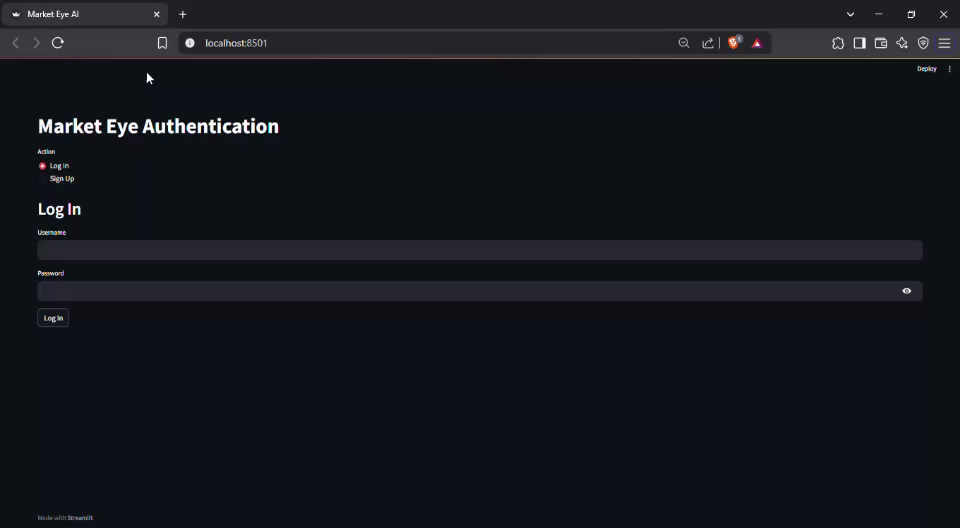 Market Eye AI
localhost:8501
1
Deploy
Market Eye Authentication
Action
Log in
Sign Up
Log In
Username
Password
Log In
Made with Streamlit